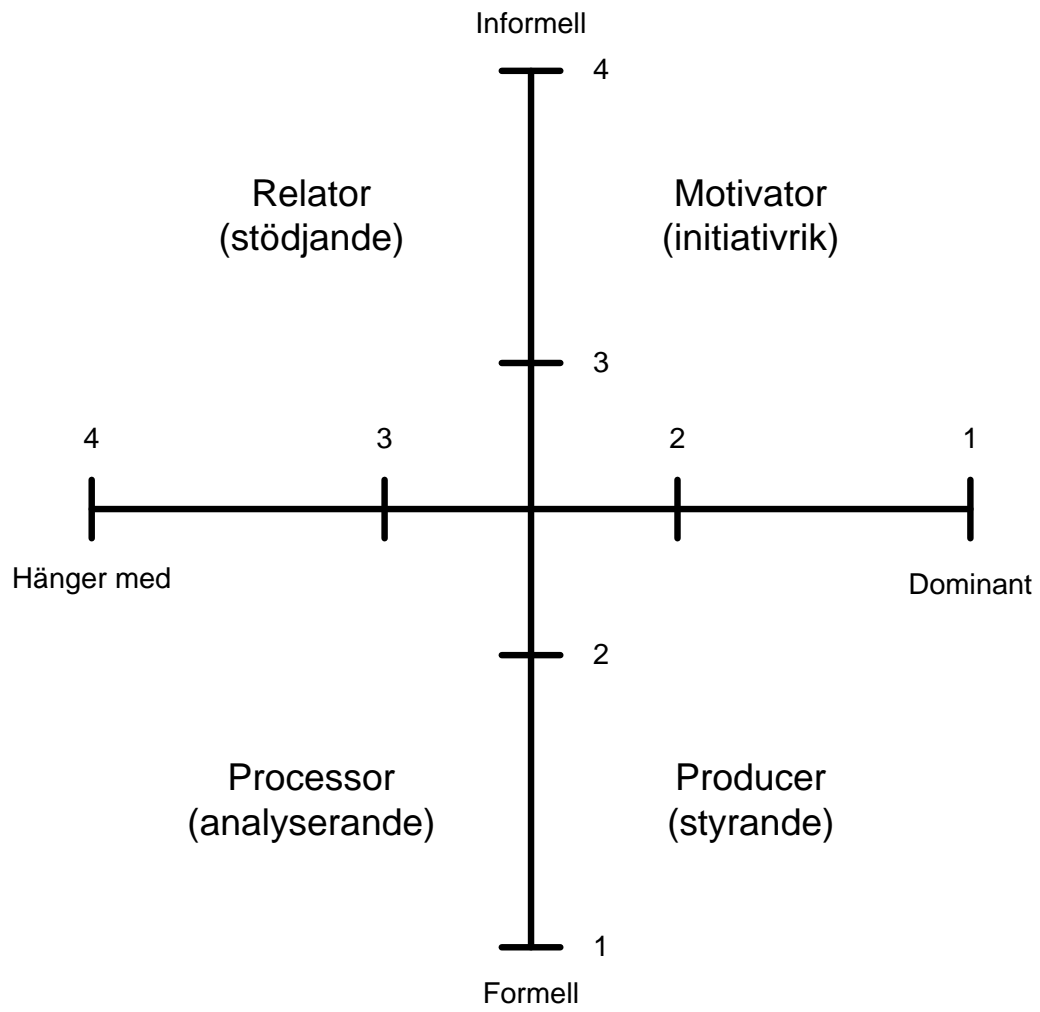 Informell
4
Relator
(stödjande)
Motivator
(initiativrik)
3
4
3
2
1
Hänger med
Dominant
2
Processor
(analyserande)
Producer
(styrande)
1
Formell